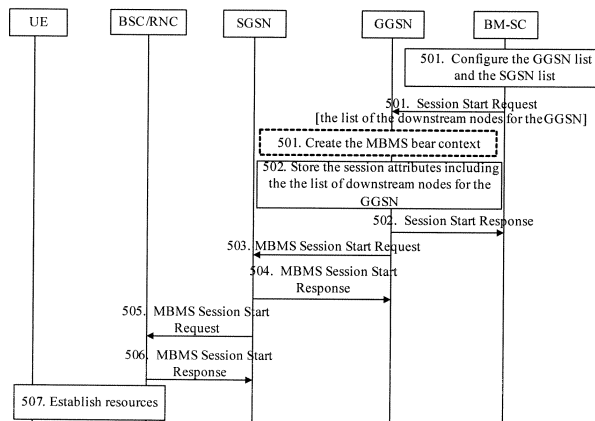 UE
BSC/RNC
SGSN
GGSN
BM-SC
501. Configure the GGSN list
and the SGSN list
501. Session Start Request
[the list of the downstream nodes for the GGSN]
501. Create the MBMS bear context
502. Store the session attributes including
the the list of downstream nodes for the
GGSN
502. Session Start Response
503. MBMS Session Start Request
504. MBMS Session Start
Response
505. MBMS Session Start
Request
506. MBMS Session Start
Response
507. Establish resources